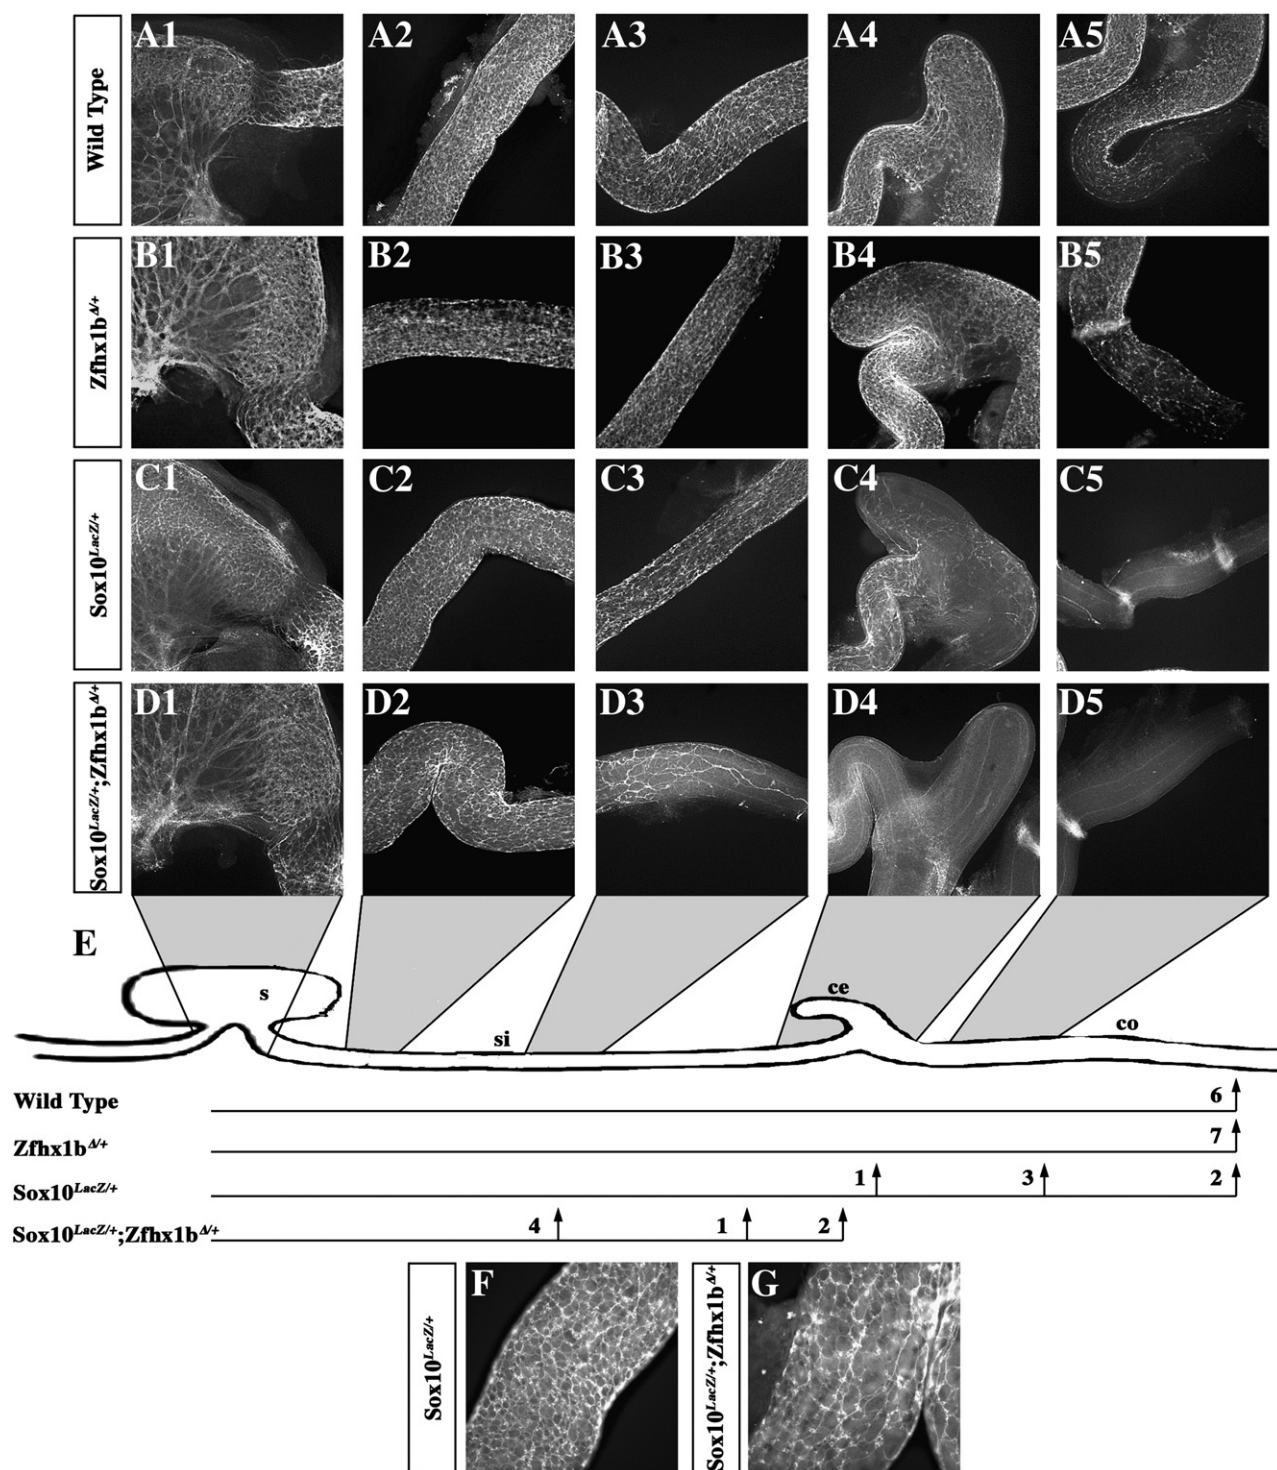 Wild Type
A1 A2 A3 A4 A5
Zfhx1b^Δ/+
B1 B2 B3 B4 B5
Sox10^LacZ/+
C1 C2 C3 C4 C5
Sox10^LacZ/+;Zfhx1b^Δ/+
D1 D2 D3 D4 D5
E
s
si
ce
co
Wild Type 6
Zfhx1b^Δ/+ 7
Sox10^LacZ/+ 1 3 2
Sox10^LacZ/+;Zfhx1b^Δ/+ 4 1 2
Sox10^LacZ/+
F
Sox10^LacZ/+;Zfhx1b^Δ/+
G